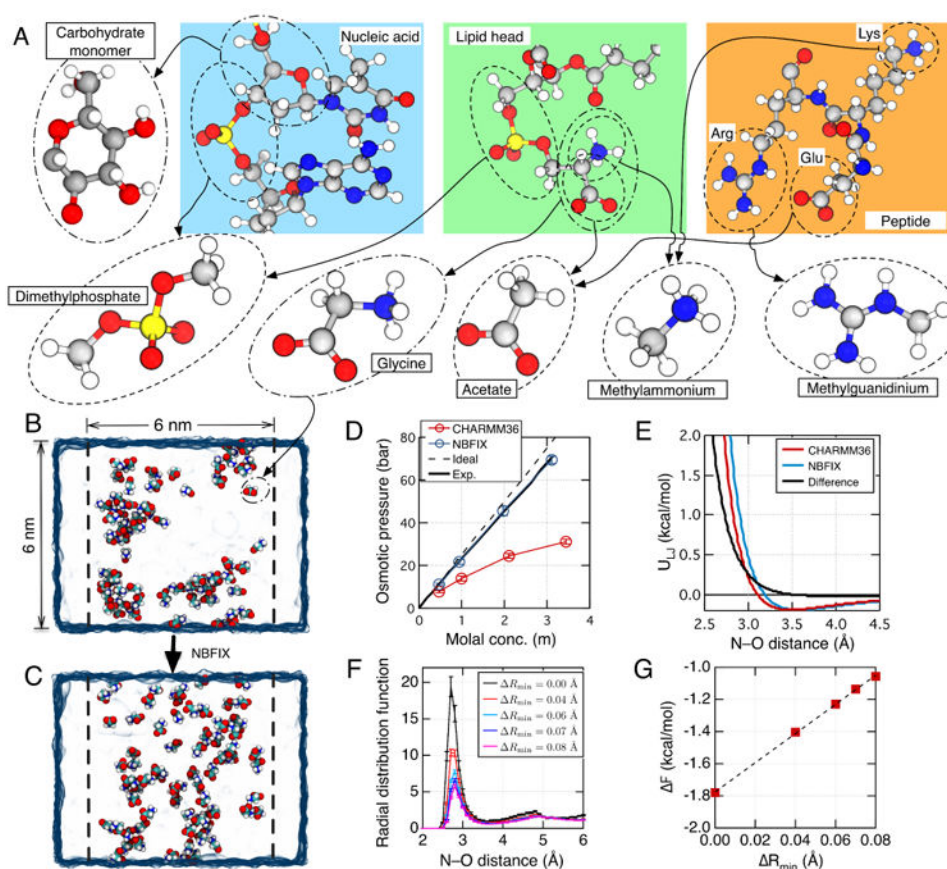 A
Carbohydrate
monomer
Nucleic acid
Lipid head
Lys
Arg
Glu
Peptide
Dimethylphosphate
Glycine
Acetate
Methylammonium
Methylguanidinium
B
6 nm
6 nm
NBFIX
C
D
CHARMM36
NBFIX
Ideal
Exp.
Osmotic pressure (bar)
80
60
40
20
0
0 1 2 3 4
Molal conc. (m)
E
CHARMM36
NBFIX
Difference
U_LJ (kcal/mol)
2.0
1.5
1.0
0.5
0.0
2.5 3.0 3.5 4.0 4.5
N–O distance (Å)
F
ΔR_min = 0.00 Å
ΔR_min = 0.04 Å
ΔR_min = 0.06 Å
ΔR_min = 0.07 Å
ΔR_min = 0.08 Å
Radial distribution function
20
15
10
5
0
2 3 4 5 6
N–O distance (Å)
G
ΔF (kcal/mol)
-1.0
-1.2
-1.4
-1.6
-1.8
-2.0
0.00 0.02 0.04 0.06 0.08
ΔR_min (Å)